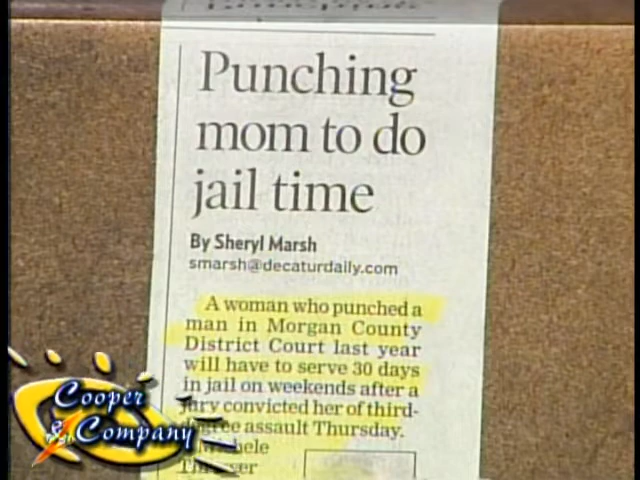 Punching
mom to do
jail time
By Sheryl Marsh
smarsh@decaturdaily.com
A woman who punched a
man in Morgan County
District Court last year
will have to serve 30 days
in jail on weekends after a
jury convicted her of third-
degree assault Thursday.
Cooper
& Company